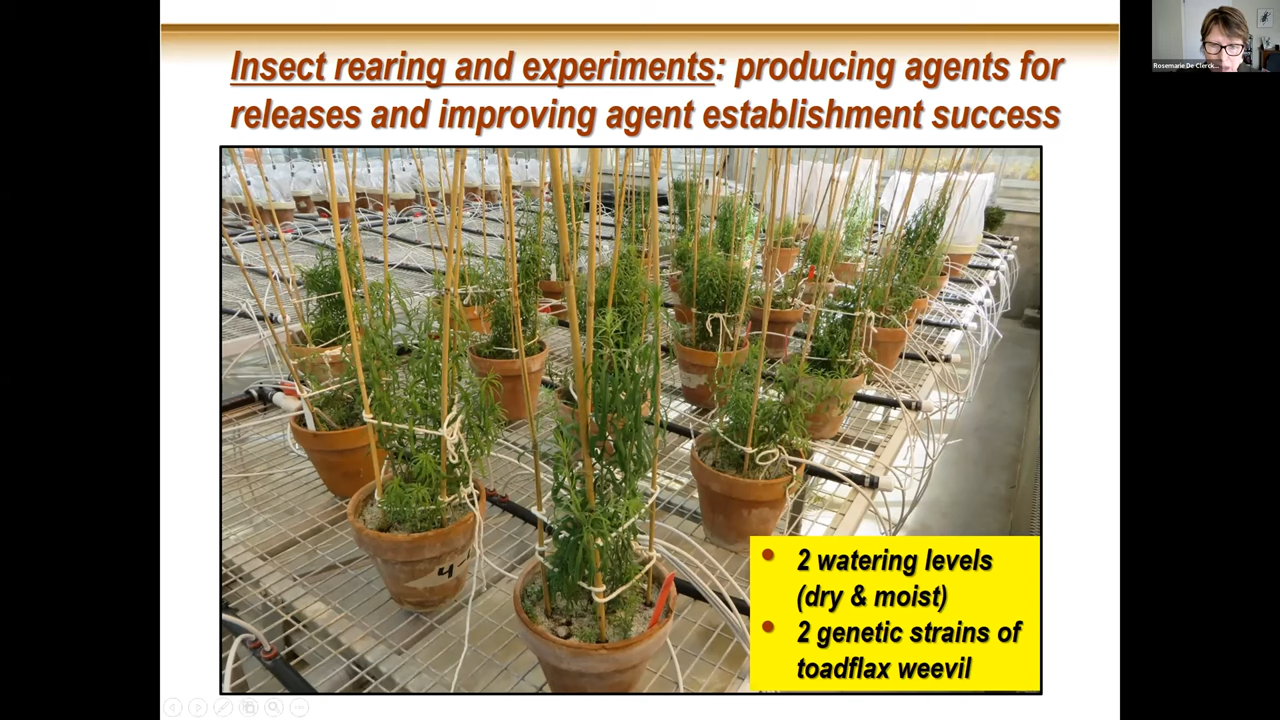 Insect rearing and experiments: producing agents for
releases and improving agent establishment success
Rosemarie De Clerck...
4-
• 2 watering levels
(dry & moist)
• 2 genetic strains of
toadflax weevil